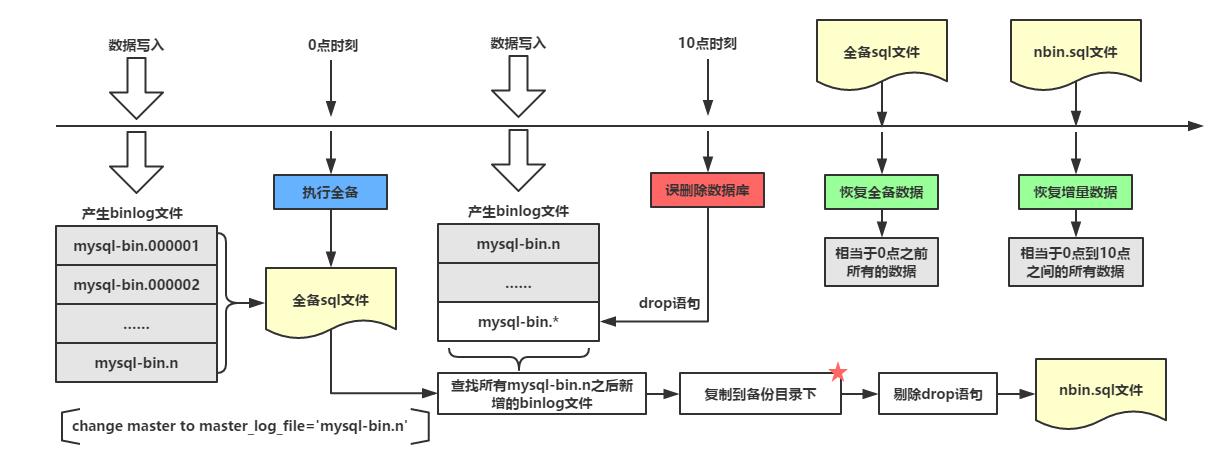 数据写入
0点时刻
数据写入
10点时刻
全备sql文件
nbin.sql文件
执行全备
误删除数据库
恢复全备数据
恢复增量数据
产生binlog文件
mysql-bin.000001
mysql-bin.000002
......
mysql-bin.n
全备sql文件
产生binlog文件
mysql-bin.n
......
mysql-bin.*
drop语句
相当于0点之前
所有的数据
相当于0点到10点
之间的所有数据
查找所有mysql-bin.n之后新
增的binlog文件
复制到备份目录下
剔除drop语句
nbin.sql文件
change master to master_log_file='mysql-bin.n'